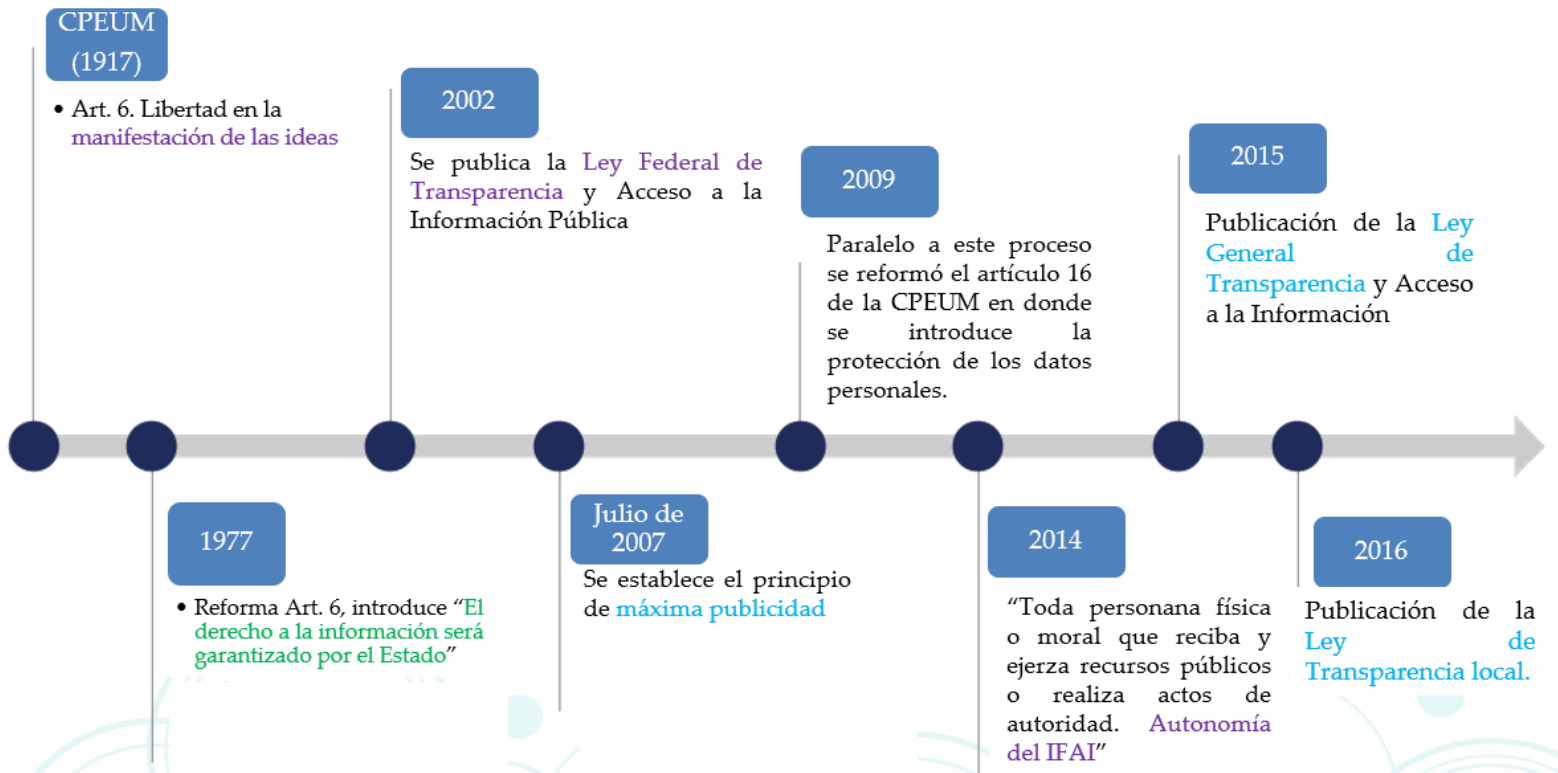 CPEUM
(1917)
• Art. 6. Libertad en la
manifestación de las ideas
1977
• Reforma Art. 6, introduce “El
derecho a la información será
garantizado por el Estado”
2002
Se publica la Ley Federal de
Transparencia y Acceso a la
Información Pública
Julio de
2007
Se establece el principio
de máxima publicidad
2009
Paralelo a este proceso
se reformó el artículo 16
de la CPEUM en donde
se introduce la
protección de los datos
personales.
2014
“Toda personana física
o moral que reciba y
ejerza recursos públicos
o realiza actos de
autoridad. Autonomía
del IFAI”
2015
Publicación de la Ley
General de
Transparencia y Acceso
a la Información
2016
Publicación de la
Ley de
Transparencia local.